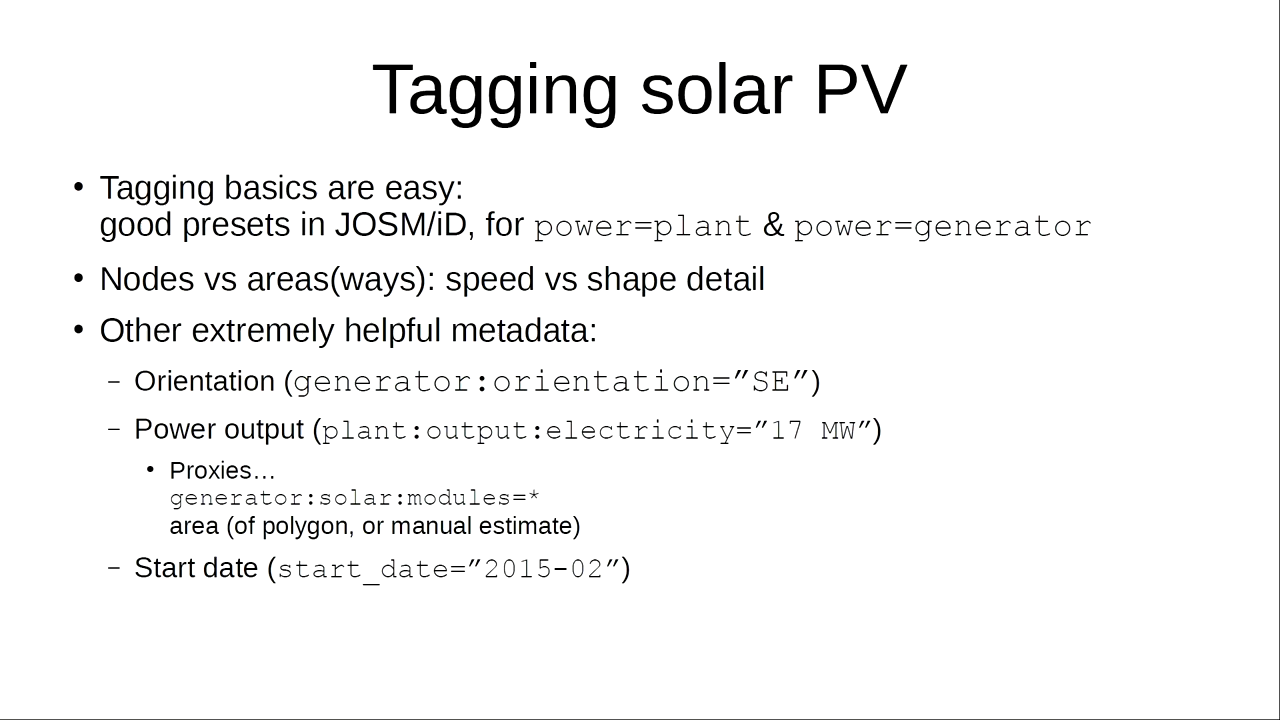 Tagging solar PV
• Tagging basics are easy:
good presets in JOSM/iD, for power=plant & power=generator
• Nodes vs areas(ways): speed vs shape detail
• Other extremely helpful metadata:
– Orientation (generator:orientation=”SE”)
– Power output (plant:output:electricity=”17 MW”)
• Proxies…
generator:solar:modules=*
area (of polygon, or manual estimate)
– Start date (start_date=”2015-02”)